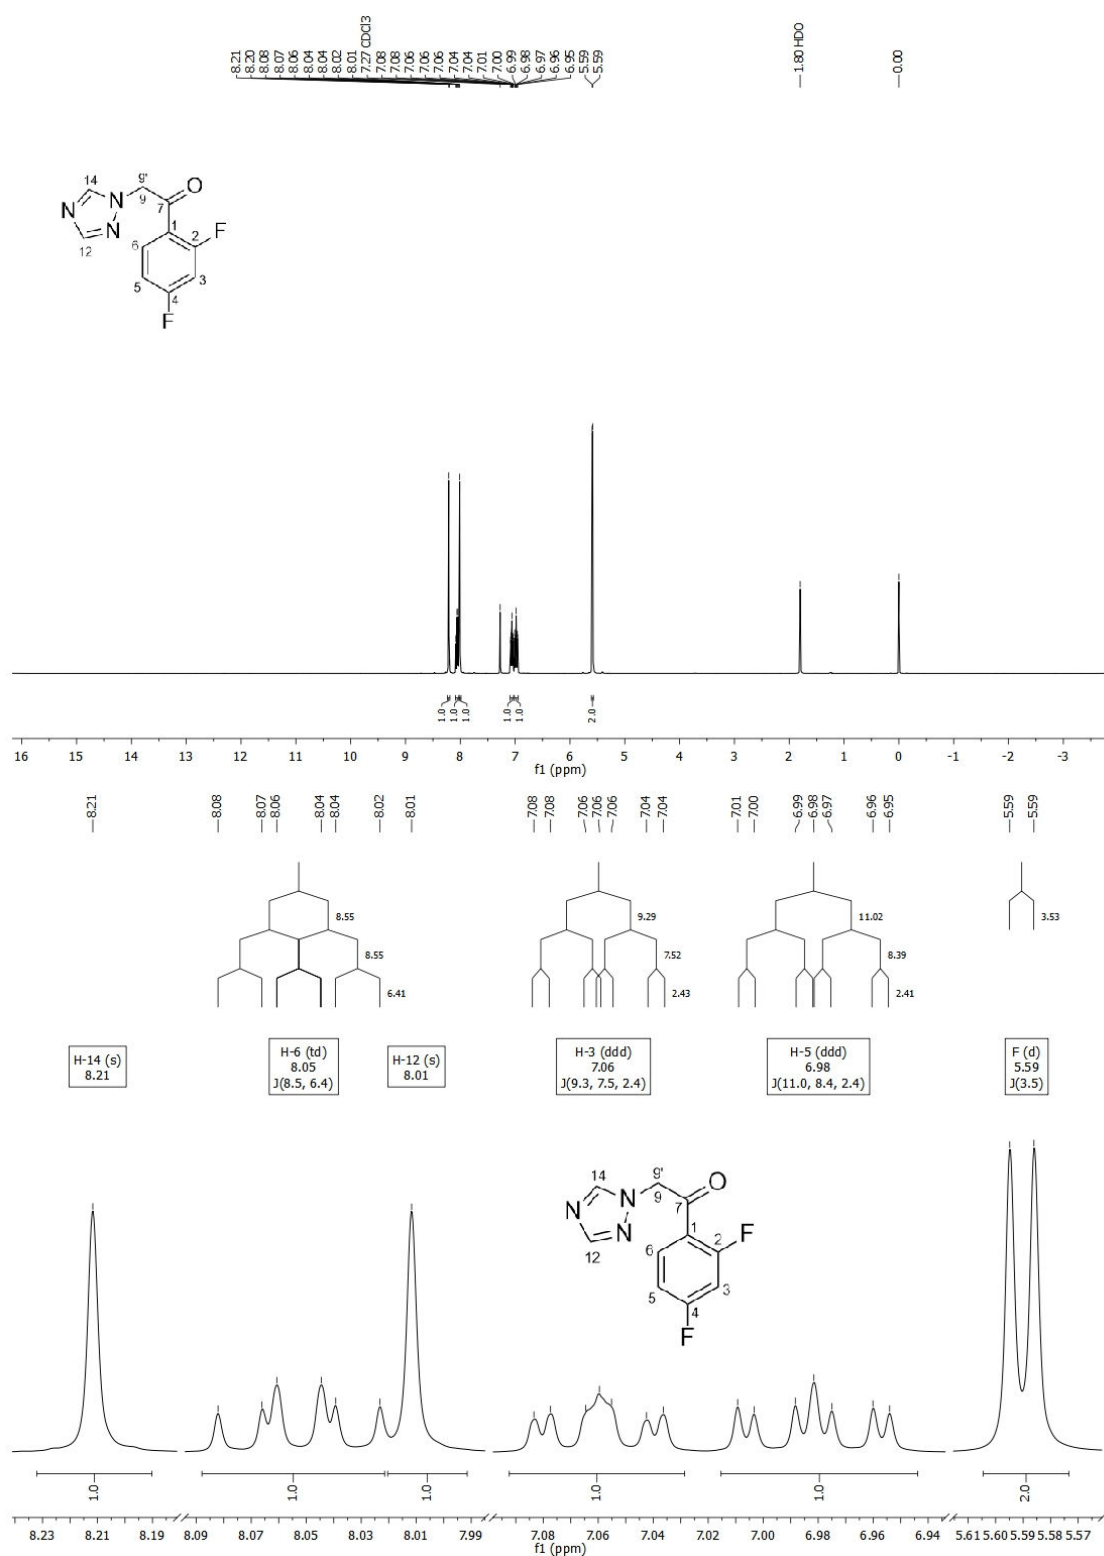 8.21
8.20
8.08
8.07
8.06
8.04
8.04
8.02
8.01
7.27 CDCl3
7.08
7.08
7.06
7.06
7.06
7.04
7.04
7.01
7.00
6.99
6.98
6.97
6.96
6.95
5.59
5.59
1.80 HDO
0.00
14 9' O
N N 9 7
N 1
12 6 2 F
5 3
4
F
1.0 1.0 1.0 1.0 1.0 2.0
16 15 14 13 12 11 10 9 8 7 6 5 4 3 2 1 0 -1 -2 -3
f1 (ppm)
8.21 8.08 8.07 8.06 8.04 8.04 8.02 8.01 7.08 7.08 7.06 7.06 7.06 7.04 7.04 7.01 7.00 6.99 6.98 6.97 6.96 6.95 5.59 5.59
8.55 9.29 11.02 3.53
8.55 7.52 8.39
6.41 2.43 2.41
H-14 (s)
8.21
H-6 (td)
8.05
J(8.5, 6.4)
H-12 (s)
8.01
H-3 (ddd)
7.06
J(9.3, 7.5, 2.4)
H-5 (ddd)
6.98
J(11.0, 8.4, 2.4)
F (d)
5.59
J(3.5)
14 9' O
N N 9 7
N 1
12 6 2 F
5 3
4
F
1.0 1.0 1.0 1.0 1.0 2.0
8.23 8.21 8.19 8.09 8.07 8.05 8.03 8.01 7.99 7.08 7.06 7.04 7.02 7.00 6.98 6.96 6.94 5.61 5.60 5.59 5.58 5.57
f1 (ppm)